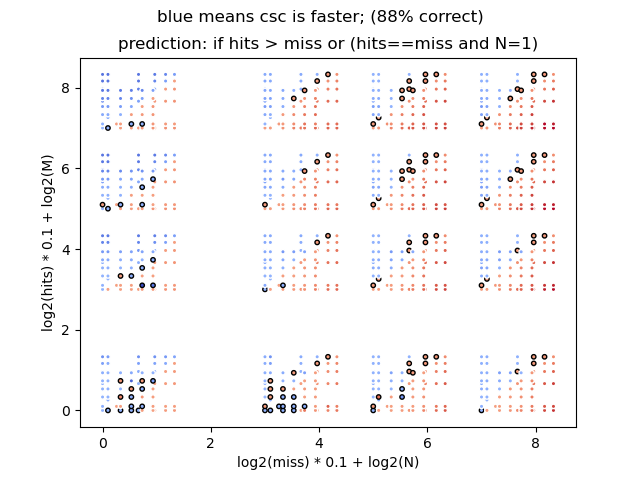 blue means csc is faster; (88% correct)
prediction: if hits > miss or (hits==miss and N=1)
8
6
4
2
0
log2(hits) * 0.1 + log2(M)
0 2 4 6 8
log2(miss) * 0.1 + log2(N)